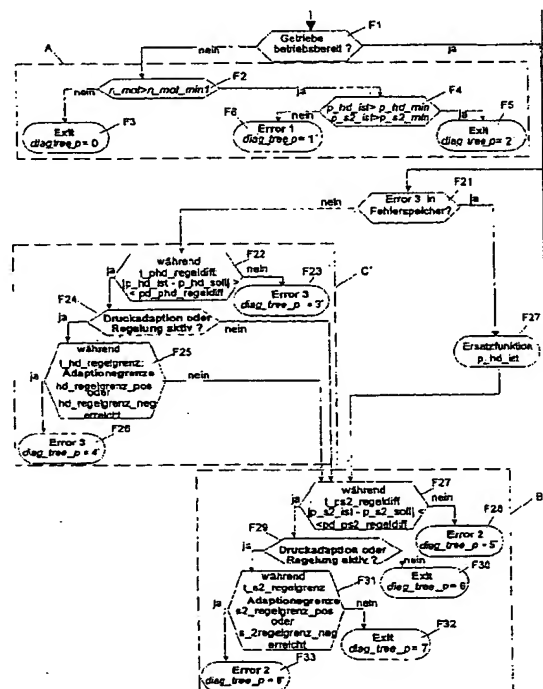 F1
Getriebe
betriebsbereit ?
nein
ja
A
F2
n_mot>n_mot_min1
nein
ja
F3
Exit
diagtree_p= 0
F4
p_hd_ist> p_hd_min
p_s2_ist>p_s2_min
nein
ja
F6
Error 1
diag_tree_p= 1
F5
Exit
diag tree_p= 2
F21
Error 3 in
Fehlerspeicher?
nein
ja
F22
während
t_phd_regeldiff
|p_hd_ist - p_hd_soll|
< pd_phd_regeldiff
ja
nein
F23
Error 3
diag_tree_p = 3
C'
F24
Druckadaption oder
Regelung aktiv ?
ja
nein
F25
während
t_hd_regelgrenz:
Adaptionegrenze
hd_regelgrenz_pos
oder
hd_regelgrenz_neg
erreicht
ja
nein
F26
Error 3
diag_tree_p = 4
F27
Ersatzfunktion
p_hd_ist
B
F27
während
t_ps2_regeldiff
|p_s2_ist - p_s2_soll| <
<pd_ps2_regeldiff
ja
nein
F28
Error 2
diag_tree_p = 5
F29
Druckadaption oder
Regelung aktiv ?
ja
nein
F30
Exit
diag_tree_p= 6
F31
während
t_s2_regelgrenz
Adaptionegrenze
s2_regelgrenz_pos
oder
s_2regelgrenz_neg
erreicht
ja
nein
F32
Exit
diag_tree_p= 7
F33
Error 2
diag_tree_p = 8